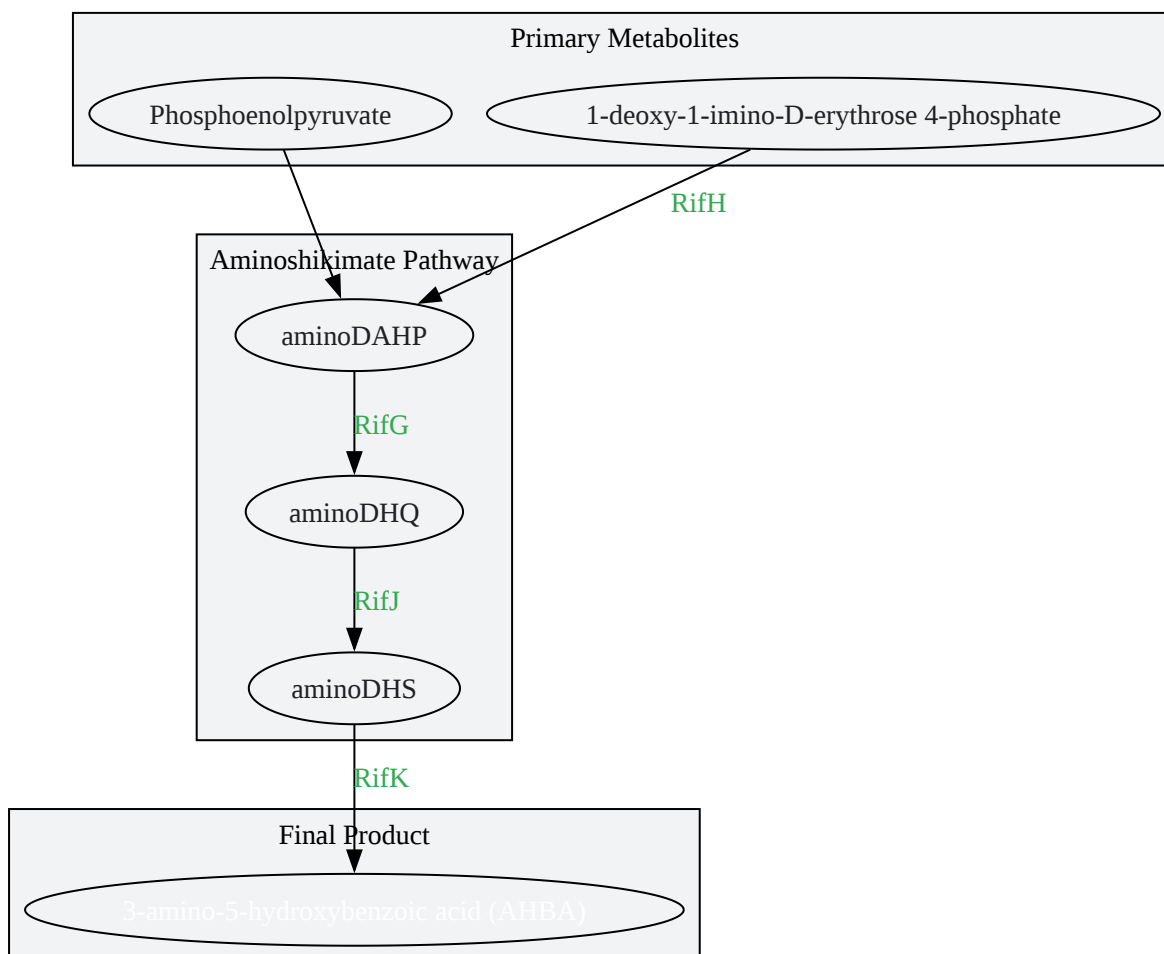 Primary Metabolites
Phosphoenolpyruvate
1-deoxy-1-imino-D-erythrose 4-phosphate
RifH
Aminoshikimate Pathway
aminoDAHP
RifG
aminoDHQ
RifJ
aminoDHS
RifK
Final Product
3-amino-5-hydroxybenzoic acid (AHBA)